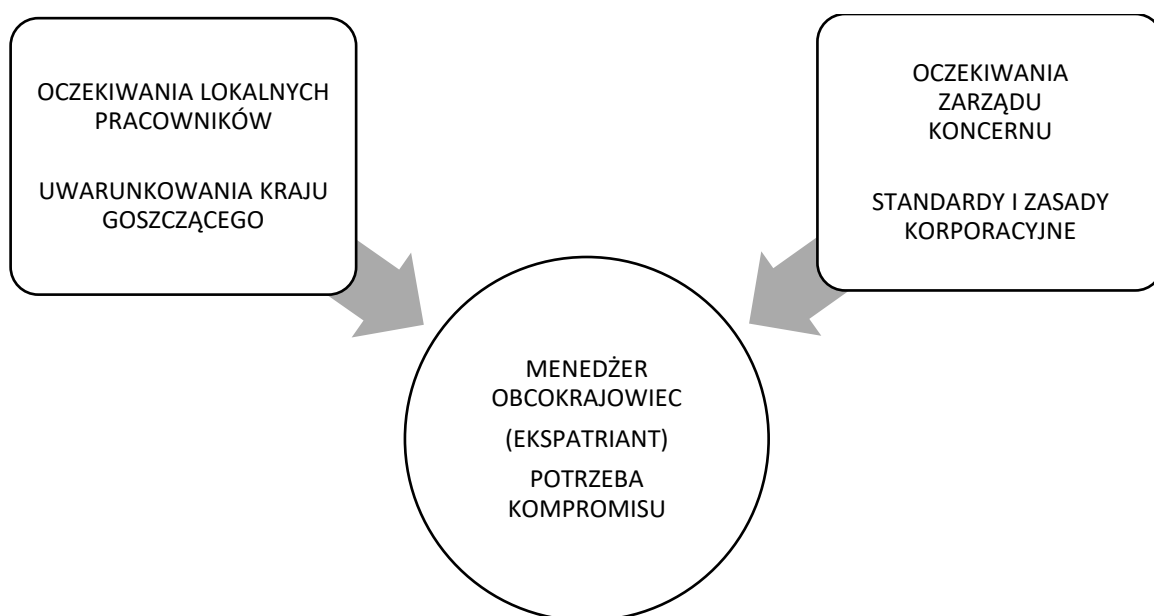 OCZEKIWANIA LOKALNYCH
PRACOWNIKÓW
UWARUNKOWANIA KRAJU
GOSZCZĄCEGO
OCZEKIWANIA
ZARZĄDU
KONCERNU
STANDARDY I ZASADY
KORPORACYJNE
MENEDŻER
OBCOKRAJOWIEC
(EKSPATRIANT)
POTRZEBA
KOMPROMISU